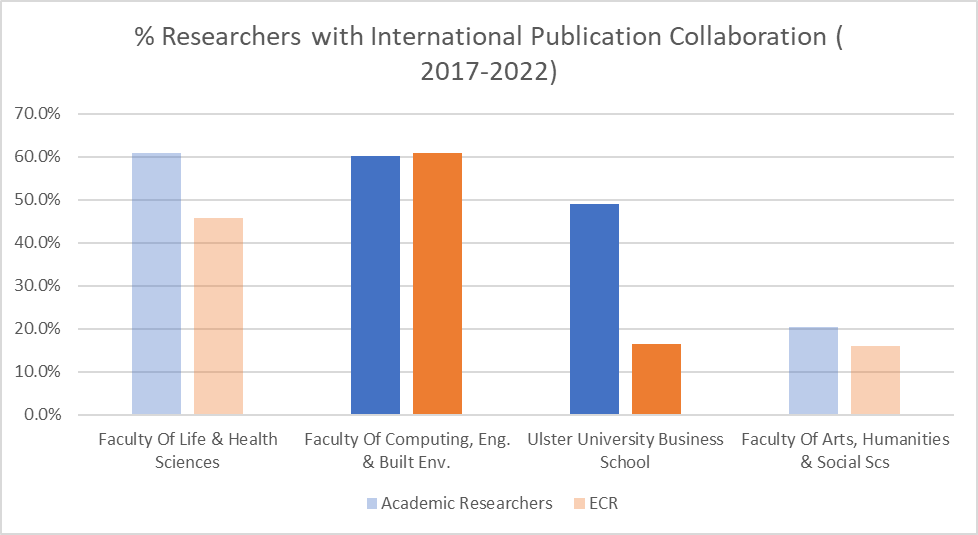 % Researchers with International Publication Collaboration (
2017-2022)
70.0%
60.0%
50.0%
40.0%
30.0%
20.0%
10.0%
0.0%
Faculty Of Life & Health
Sciences
Faculty Of Computing, Eng.
& Built Env.
Ulster University Business
School
Faculty Of Arts, Humanities
& Social Scs
Academic Researchers
ECR